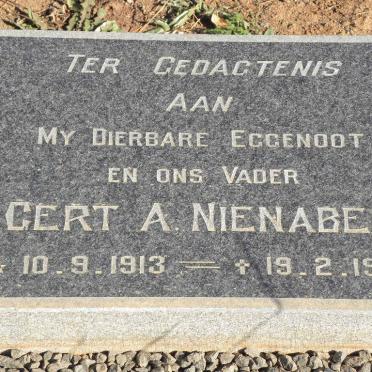 TER GEDAGTENIS
AAN
MY DIERBARE EGGENOOT
EN ONS VADER
GERT A. NIENABE
* 10.9.1913 = + 19.2.19